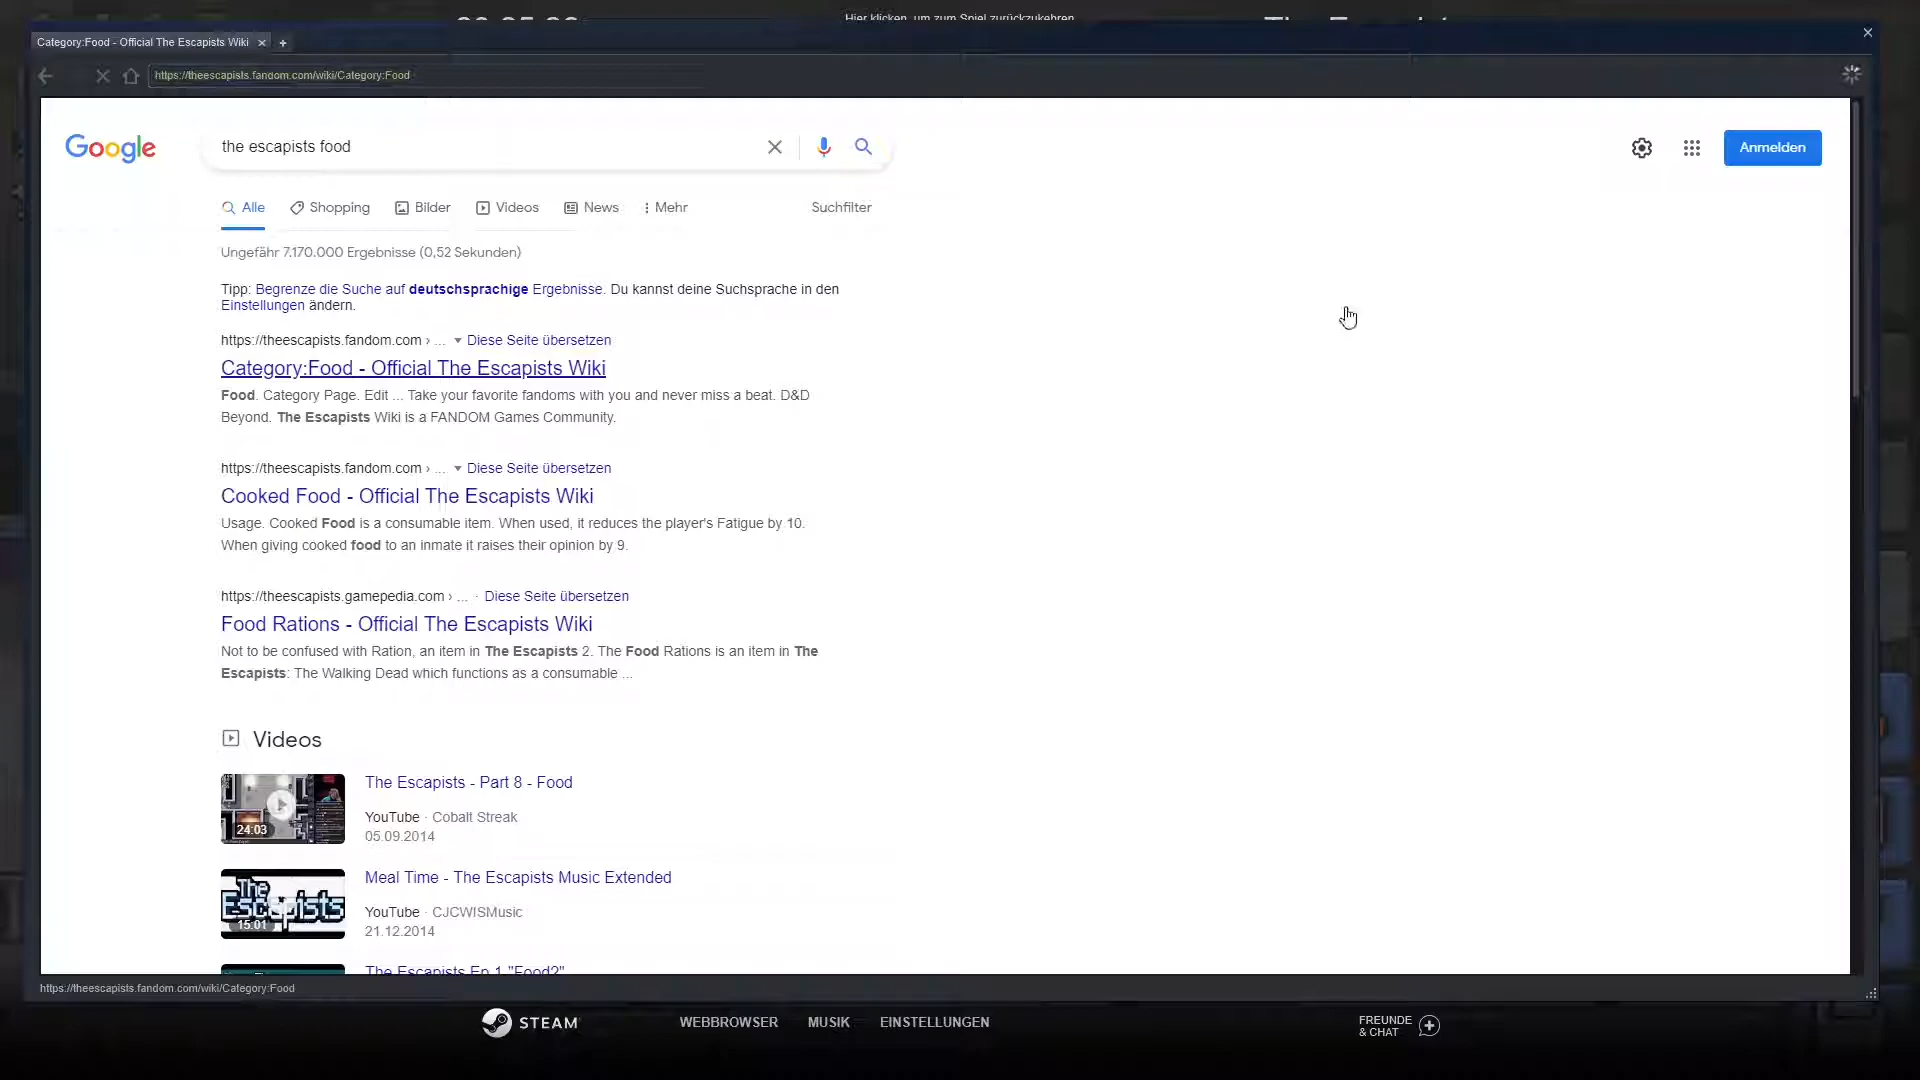 Hier klicken, um zum Spiel zurückzukehren
Category:Food - Official The Escapists Wiki
https://theescapists.fandom.com/wiki/Category:Food
Google
the escapists food
Anmelden
Alle Shopping Bilder Videos News Mehr Suchfilter
Ungefähr 7.170.000 Ergebnisse (0,52 Sekunden)
Tipp: Begrenze die Suche auf deutschsprachige Ergebnisse. Du kannst deine Suchsprache in den
Einstellungen ändern.
https://theescapists.fandom.com › ... Diese Seite übersetzen
Category:Food - Official The Escapists Wiki
Food. Category Page. Edit ... Take your favorite fandoms with you and never miss a beat. D&D
Beyond. The Escapists Wiki is a FANDOM Games Community.
https://theescapists.fandom.com › ... Diese Seite übersetzen
Cooked Food - Official The Escapists Wiki
Usage. Cooked Food is a consumable item. When used, it reduces the player's Fatigue by 10.
When giving cooked food to an inmate it raises their opinion by 9.
https://theescapists.gamepedia.com › ... · Diese Seite übersetzen
Food Rations - Official The Escapists Wiki
Not to be confused with Ration, an item in The Escapists 2. The Food Rations is an item in The
Escapists: The Walking Dead which functions as a consumable ...
Videos
24:03
The Escapists - Part 8 - Food
YouTube · Cobalt Streak
05.09.2014
The Escapists
15:01
Meal Time - The Escapists Music Extended
YouTube · CJCWISMusic
21.12.2014
The Escapists Ep.1 "Food?"
https://theescapists.fandom.com/wiki/Category:Food
STEAM
WEBBROWSER MUSIK EINSTELLUNGEN
FREUNDE
& CHAT